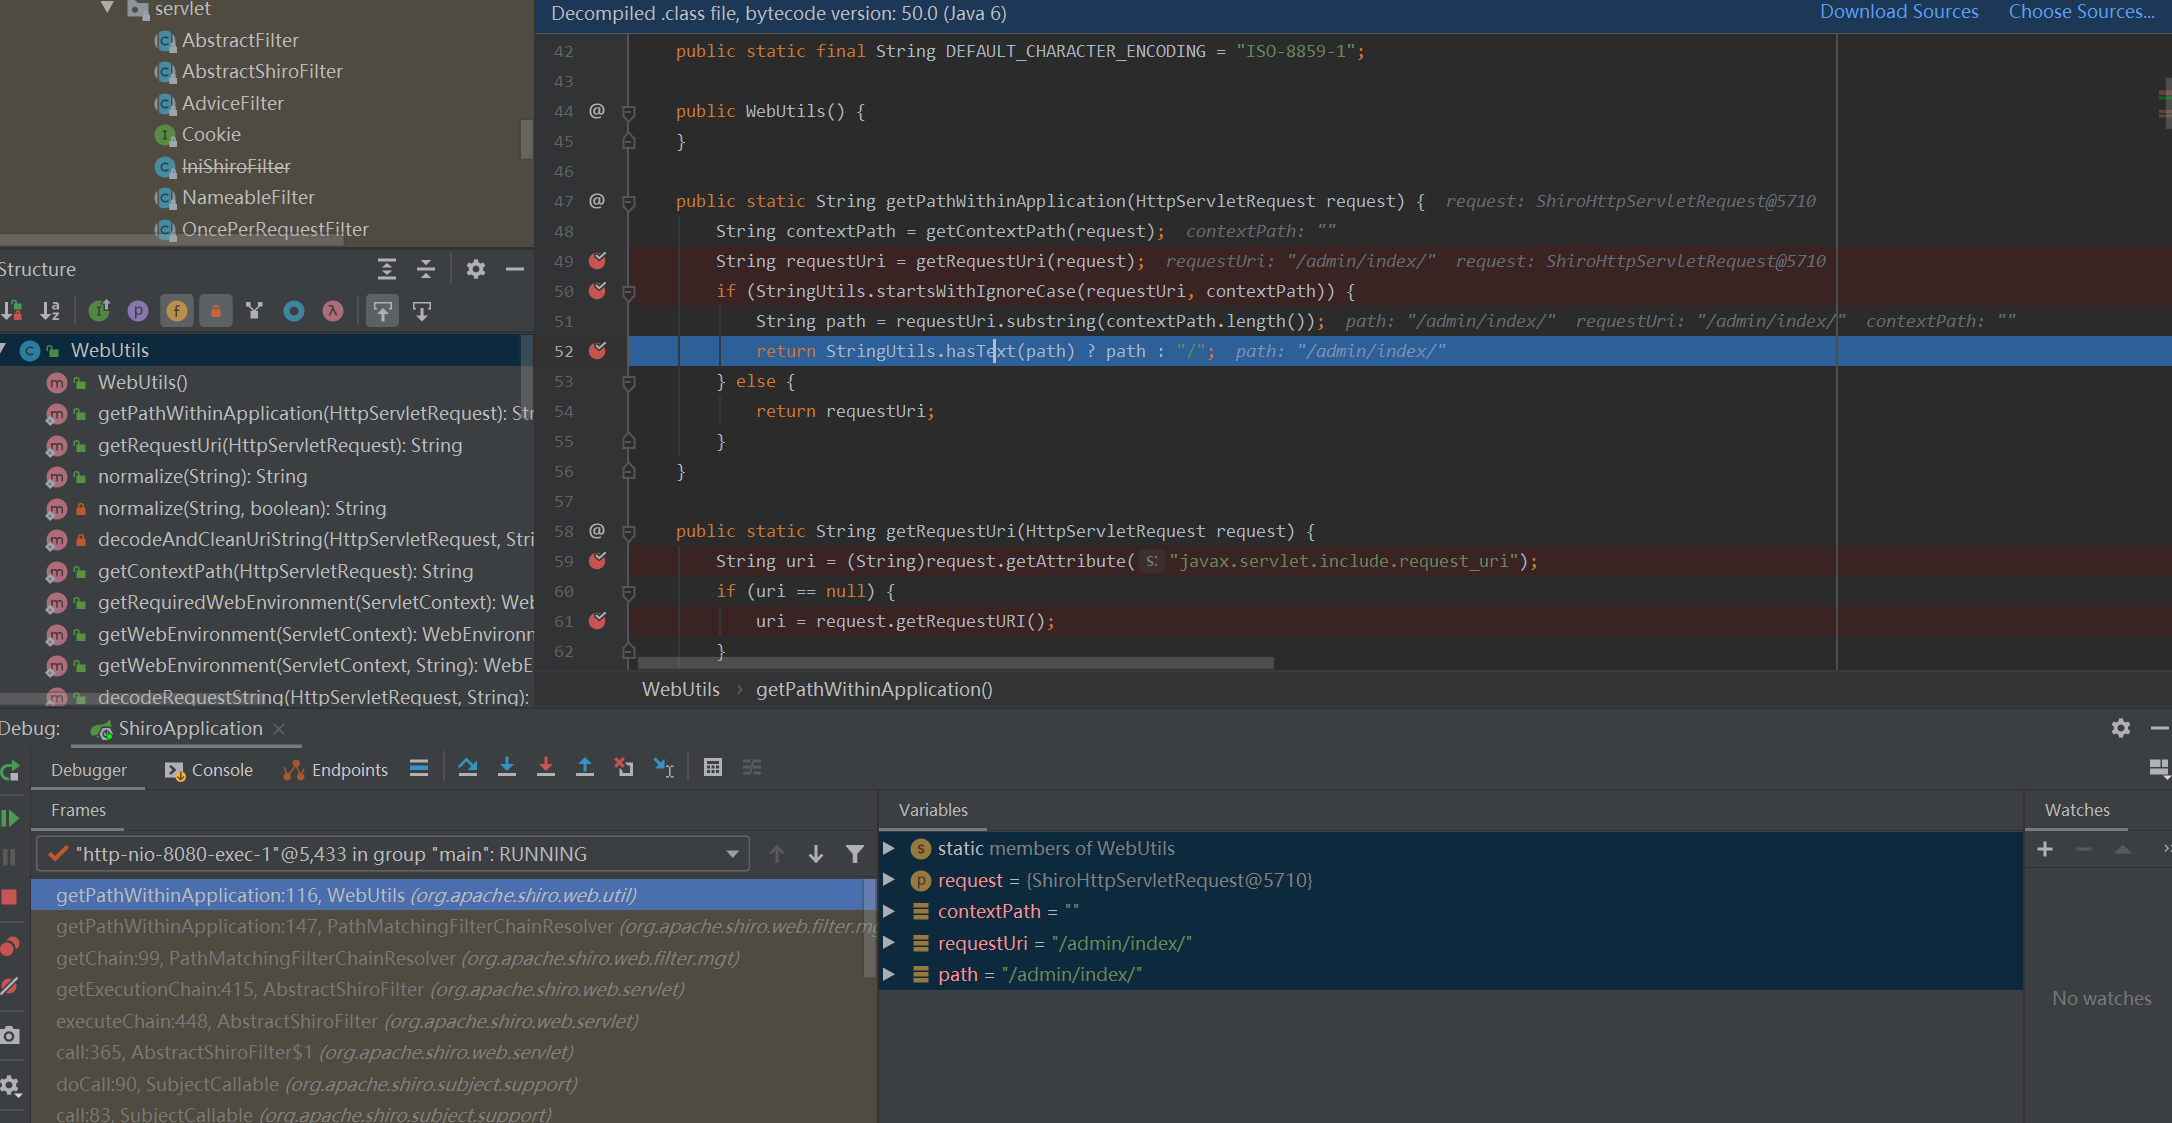 servlet
AbstractFilter
AbstractShiroFilter
AdviceFilter
Cookie
IniShiroFilter
NameableFilter
OncePerRequestFilter
Structure
WebUtils
WebUtils()
getPathWithinApplication(HttpServletRequest): Str
getRequestUri(HttpServletRequest): String
normalize(String): String
normalize(String, boolean): String
decodeAndCleanUriString(HttpServletRequest, Stri
getContextPath(HttpServletRequest): String
getRequiredWebEnvironment(ServletContext): Web
getWebEnvironment(ServletContext): WebEnvironm
getWebEnvironment(ServletContext, String): WebE
decodeRequestString(HttpServletRequest, String):
Decompiled .class file, bytecode version: 50.0 (Java 6)
Download Sources Choose Sources...
42 public static final String DEFAULT_CHARACTER_ENCODING = "ISO-8859-1";
43
44 @ public WebUtils() {
45 }
46
47 @ public static String getPathWithinApplication(HttpServletRequest request) { request: ShiroHttpServletRequest@5710
48 String contextPath = getContextPath(request); contextPath: ""
49 String requestUri = getRequestUri(request); requestUri: "/admin/index/" request: ShiroHttpServletRequest@5710
50 if (StringUtils.startsWithIgnoreCase(requestUri, contextPath)) {
51 String path = requestUri.substring(contextPath.length()); path: "/admin/index/" requestUri: "/admin/index/" contextPath: ""
52 return StringUtils.hasText(path) ? path : "/"; path: "/admin/index/"
53 } else {
54 return requestUri;
55 }
56 }
57
58 @ public static String getRequestUri(HttpServletRequest request) {
59 String uri = (String)request.getAttribute( s: "javax.servlet.include.request_uri");
60 if (uri == null) {
61 uri = request.getRequestURI();
62 }
WebUtils › getPathWithinApplication()
Debug: ShiroApplication
Debugger Console Endpoints
Frames
"http-nio-8080-exec-1"@5,433 in group "main": RUNNING
getPathWithinApplication:116, WebUtils (org.apache.shiro.web.util)
getPathWithinApplication:147, PathMatchingFilterChainResolver (org.apache.shiro.web.filter.mg
getChain:99, PathMatchingFilterChainResolver (org.apache.shiro.web.filter.mgt)
getExecutionChain:415, AbstractShiroFilter (org.apache.shiro.web.servlet)
executeChain:448, AbstractShiroFilter (org.apache.shiro.web.servlet)
call:365, AbstractShiroFilter$1 (org.apache.shiro.web.servlet)
doCall:90, SubjectCallable (org.apache.shiro.subject.support)
call:83, SubjectCallable (org.apache.shiro.subject.support)
Variables
static members of WebUtils
request = {ShiroHttpServletRequest@5710}
contextPath = ""
requestUri = "/admin/index/"
path = "/admin/index/"
Watches
No watches